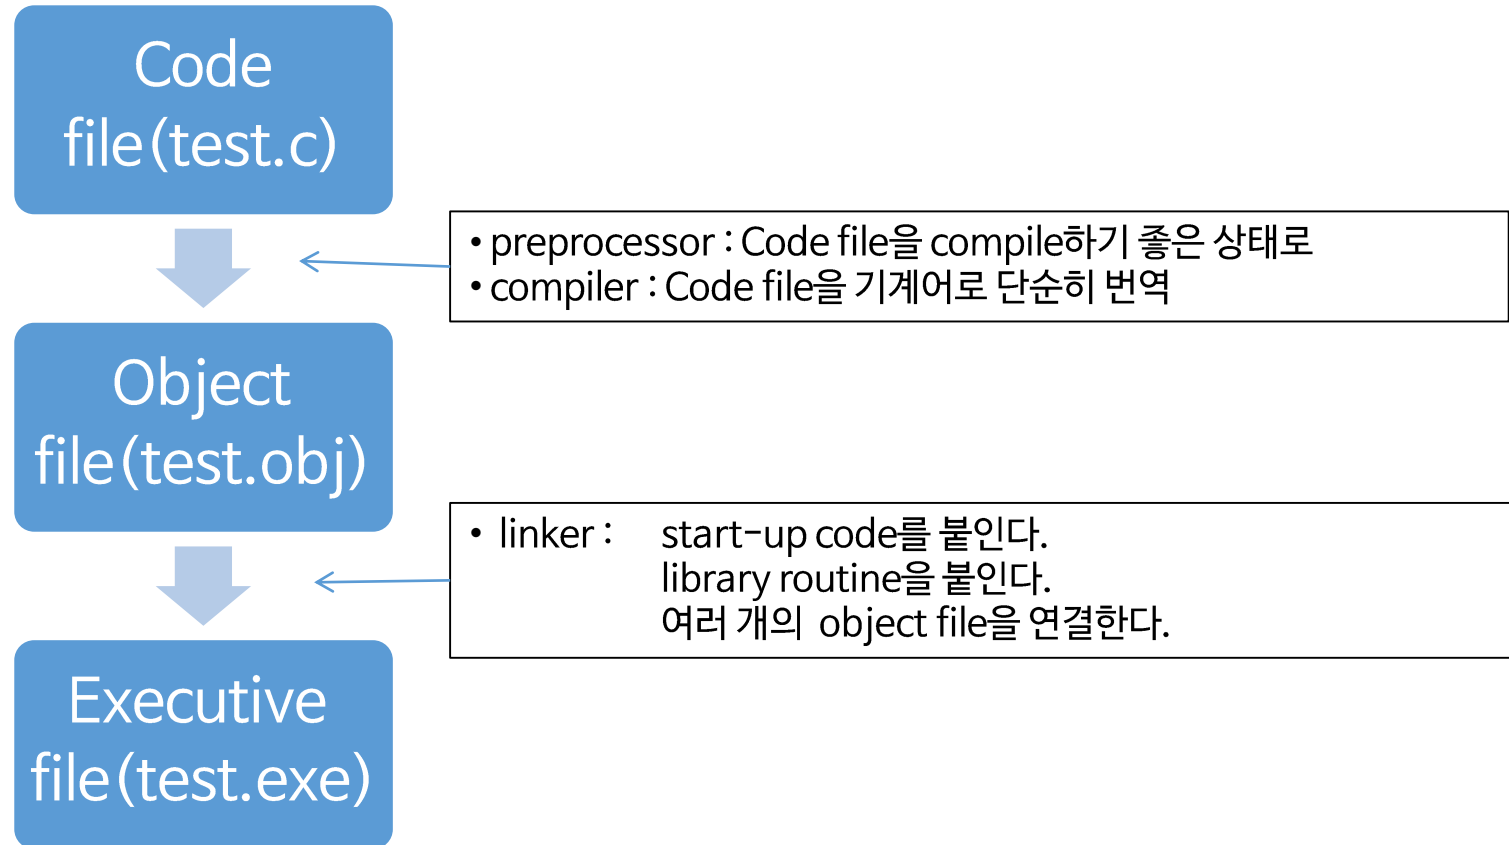 Code
file(test.c)
• preprocessor : Code file을 compile하기 좋은 상태로
• compiler : Code file을 기계어로 단순히 번역
Object
file(test.obj)
• linker : start-up code를 붙인다.
library routine을 붙인다.
여러 개의 object file을 연결한다.
Executive
file(test.exe)